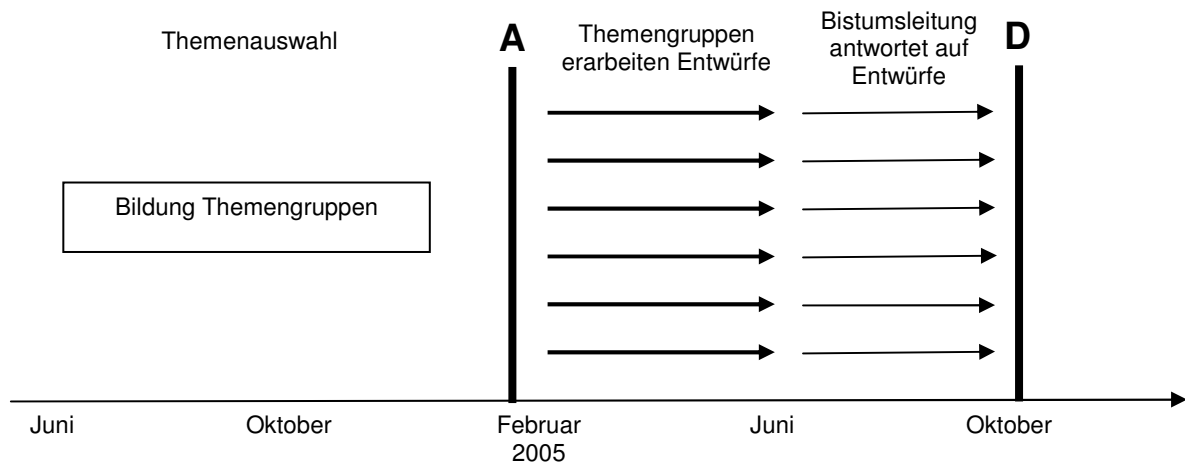 Themenauswahl
A
Themengruppen
erarbeiten Entwürfe
Bistumsleitung
antwortet auf
Entwürfe
D
Bildung Themengruppen
Juni
Oktober
Februar
2005
Juni
Oktober